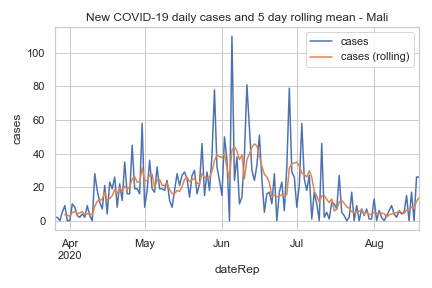 New COVID-19 daily cases and 5 day rolling mean - Mali
cases
cases (rolling)
100
80
60
40
20
0
cases
Apr
2020
May
Jun
Jul
Aug
dateRep